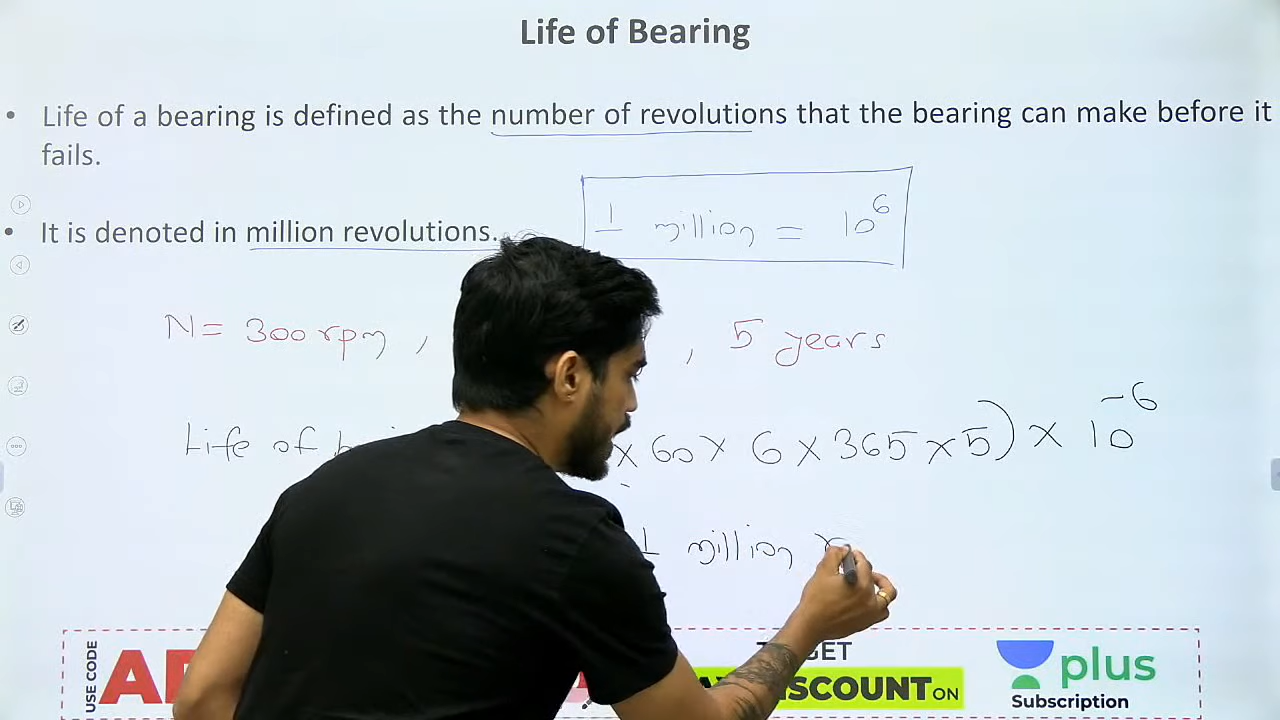 Life of Bearing
• Life of a bearing is defined as the number of revolutions that the bearing can make before it
fails.
• It is denoted in million revolutions.
1 million = 10^6
N = 300 rpm , , 5 years
Life of × 60 × 6 × 365 × 5) × 10^-6
1 million
USE CODE
DISCOUNT ON
plus
Subscription